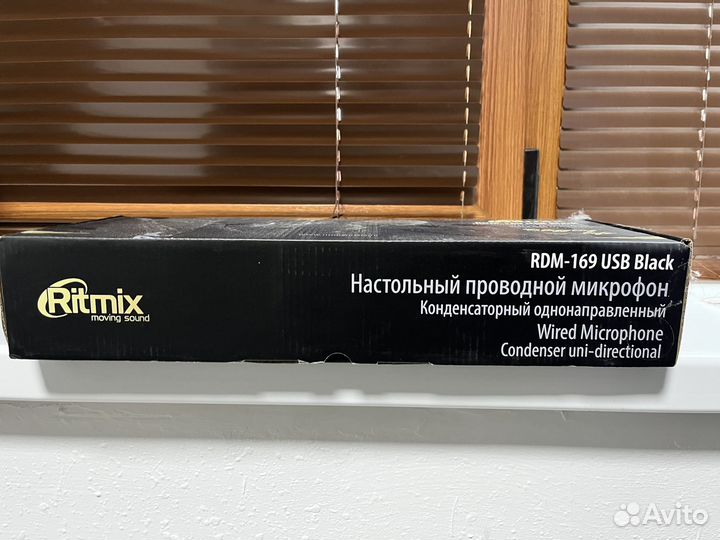 RDM-169 USB Black
Настольный проводной микрофон
Конденсаторный однонаправленный
Wired Microphone
Condenser uni-directional
Ritmix
moving sound
Avito